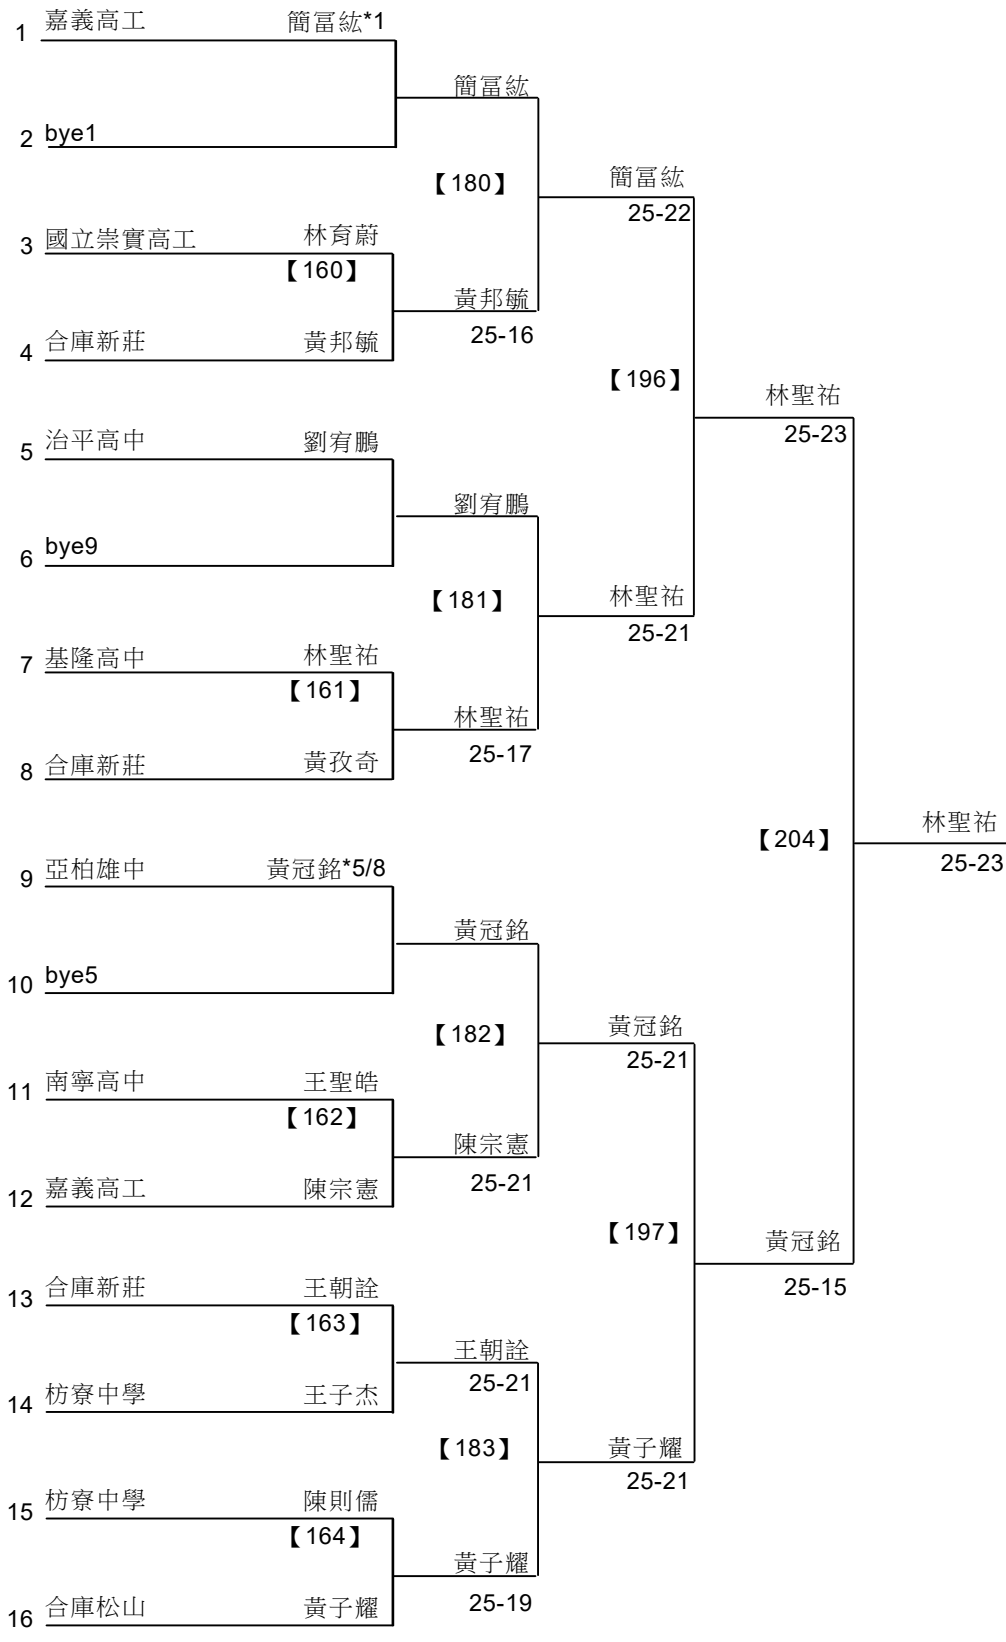 1 嘉義高工 簡冨紘*1
簡冨紘
2 bye1
【180】 簡冨紘
25-22
3 國立崇實高工 林育蔚
【160】
黃邦毓
25-16
4 合庫新莊 黃邦毓
【196】 林聖祐
25-23
5 治平高中 劉宥鵬
劉宥鵬
6 bye9
【181】 林聖祐
25-21
7 基隆高中 林聖祐
【161】
林聖祐
25-17
8 合庫新莊 黃孜奇
【204】 林聖祐
25-23
9 亞柏雄中 黃冠銘*5/8
黃冠銘
10 bye5
【182】 黃冠銘
25-21
11 南寧高中 王聖皓
【162】
陳宗憲
25-21
12 嘉義高工 陳宗憲
【197】 黃冠銘
25-15
13 合庫新莊 王朝詮
【163】
王朝詮
25-21
14 枋寮中學 王子杰
【183】 黃子耀
25-21
15 枋寮中學 陳則儒
【164】
黃子耀
25-19
16 合庫松山 黃子耀